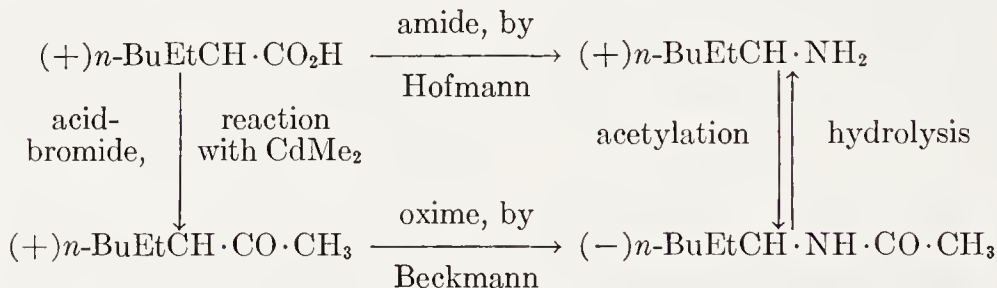 (+)n-BuEtCH·CO₂H amide, by (+)n-BuEtCH·NH₂
Hofmann
acid- reaction acetylation hydrolysis
bromide, with CdMe₂
(+)n-BuEtCH·CO·CH₃ oxime, by (−)n-BuEtCH·NH·CO·CH₃
Beckmann